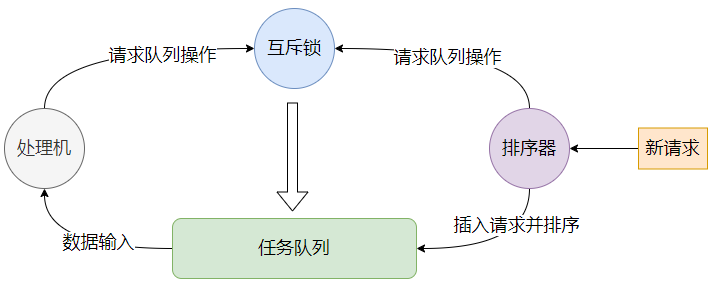 互斥锁
请求队列操作
请求队列操作
处理机
排序器
新请求
数据输入
插入请求并排序
任务队列